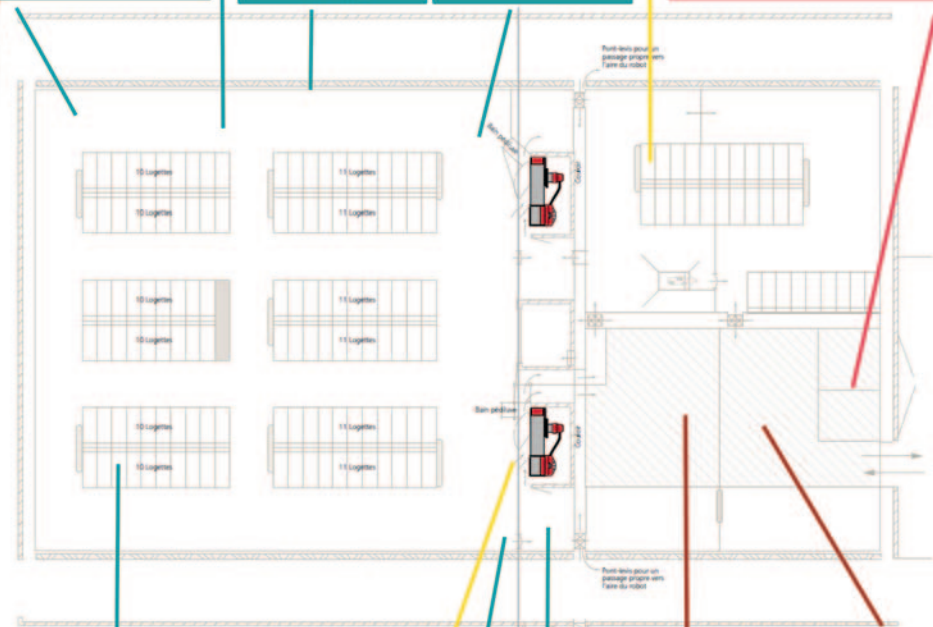 Pont-levis pour un
passage propre vers
l'aire du robot
Bain pédiluve
Couloir
10 Logettes
11 Logettes
10 Logettes
11 Logettes
10 Logettes
11 Logettes
10 Logettes
11 Logettes
Bain pédiluve
Couloir
10 Logettes
11 Logettes
10 Logettes
11 Logettes
Pont-levis pour un
passage propre vers
l'aire du robot